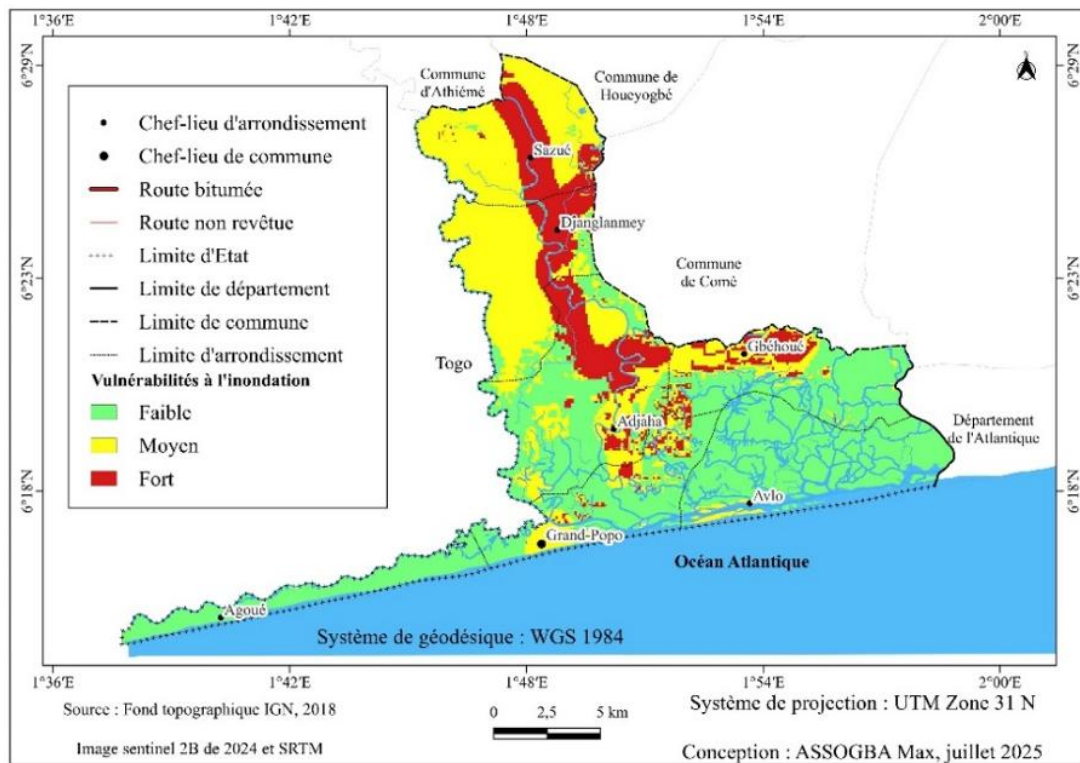 1°36'E 1°42'E 1°48'E 1°54'E 2°00'E
6°29'N
6°29'N
Commune
d'Athiémé
Commune de
Houeyogbé
Chef-lieu d'arrondissement
Chef-lieu de commune
Route bitumée
Route non revêtue
Limite d'Etat
Limite de département
Limite de commune
Limite d'arrondissement
Vulnérabilités à l'inondation
Faible
Moyen
Fort
Sazué
Djanglanmey
6°23'N
6°23'N
Commune
de Comé
Togo
Gbéhoué
Adjaha
Département
de l'Atlantique
6°18'N
6°18'N
Avlo
Grand-Popo
Océan Atlantique
Agoué
Système de géodésique : WGS 1984
1°36'E 1°42'E 1°48'E 1°54'E 2°00'E
Source : Fond topographique IGN, 2018
Image sentinel 2B de 2024 et SRTM
0 2,5 5 km
Système de projection : UTM Zone 31 N
Conception : ASSOGBA Max, juillet 2025